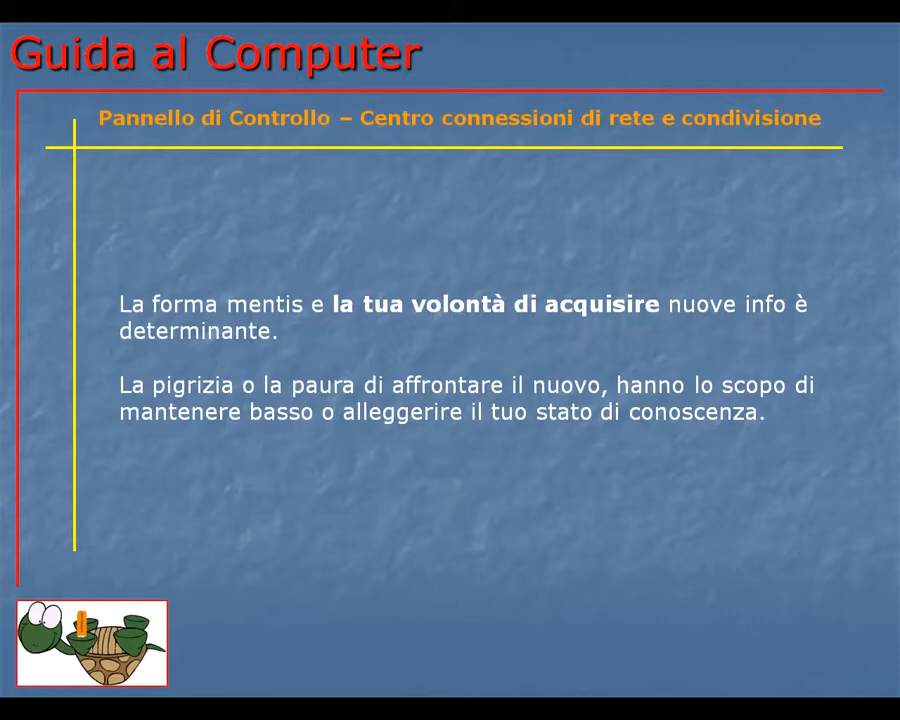 Guida al Computer
Pannello di Controllo – Centro connessioni di rete e condivisione
La forma mentis e la tua volontà di acquisire nuove info è
determinante.
La pigrizia o la paura di affrontare il nuovo, hanno lo scopo di
mantenere basso o alleggerire il tuo stato di conoscenza.